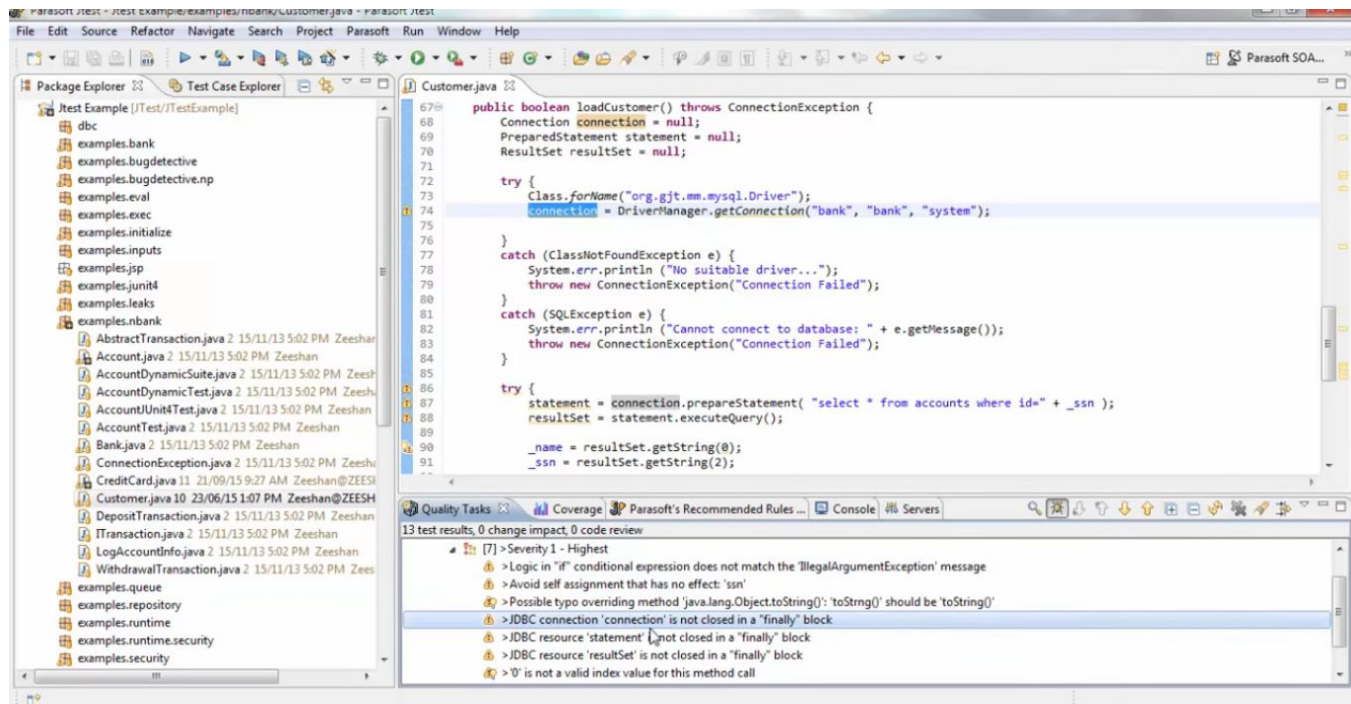 Parasoft Jtest - Jtest Example/examples/nbank/Customer.java - Parasoft Jtest
File Edit Source Refactor Navigate Search Project Parasoft Run Window Help
Parasoft SOA...
Package Explorer Test Case Explorer
Customer.java
Jtest Example [JTest/JTestExample]
dbc
examples.bank
examples.bugdetective
examples.bugdetective.np
examples.eval
examples.exec
examples.initialize
examples.inputs
examples.jsp
examples.junit4
examples.leaks
examples.nbank
AbstractTransaction.java 2 15/11/13 5:02 PM Zeeshan
Account.java 2 15/11/13 5:02 PM Zeeshan
AccountDynamicSuite.java 2 15/11/13 5:02 PM Zeesh
AccountDynamicTest.java 2 15/11/13 5:02 PM Zeesha
AccountJUnit4Test.java 2 15/11/13 5:02 PM Zeeshan
AccountTest.java 2 15/11/13 5:02 PM Zeeshan
Bank.java 2 15/11/13 5:02 PM Zeeshan
ConnectionException.java 2 15/11/13 5:02 PM Zeesha
CreditCard.java 11 21/09/15 9:27 AM Zeeshan@ZEESI
Customer.java 10 23/06/15 1:07 PM Zeeshan@ZEESH
DepositTransaction.java 2 15/11/13 5:02 PM Zeeshan
ITransaction.java 2 15/11/13 5:02 PM Zeeshan
LogAccountInfo.java 2 15/11/13 5:02 PM Zeeshan
WithdrawalTransaction.java 2 15/11/13 5:02 PM Zees
examples.queue
examples.repository
examples.runtime
examples.runtime.security
examples.security
67 public boolean loadCustomer() throws ConnectionException {
68 Connection connection = null;
69 PreparedStatement statement = null;
70 ResultSet resultSet = null;
71
72 try {
73 Class.forName("org.gjt.mm.mysql.Driver");
74 connection = DriverManager.getConnection("bank", "bank", "system");
75
76 }
77 catch (ClassNotFoundException e) {
78 System.err.println ("No suitable driver...");
79 throw new ConnectionException("Connection Failed");
80 }
81 catch (SQLException e) {
82 System.err.println ("Cannot connect to database: " + e.getMessage());
83 throw new ConnectionException("Connection Failed");
84 }
85
86 try {
87 statement = connection.prepareStatement( "select * from accounts where id=" + _ssn );
88 resultSet = statement.executeQuery();
89
90 _name = resultSet.getString(0);
91 _ssn = resultSet.getString(2);
Quality Tasks Coverage Parasoft's Recommended Rules ... Console Servers
13 test results, 0 change impact, 0 code review
[7] >Severity 1 - Highest
>Logic in "if" conditional expression does not match the 'IllegalArgumentException' message
>Avoid self assignment that has no effect: 'ssn'
>Possible typo overriding method 'java.lang.Object.toString()': 'toStrng()' should be 'toString()'
>JDBC connection 'connection' is not closed in a "finally" block
>JDBC resource 'statement' is not closed in a "finally" block
>JDBC resource 'resultSet' is not closed in a "finally" block
>'0' is not a valid index value for this method call